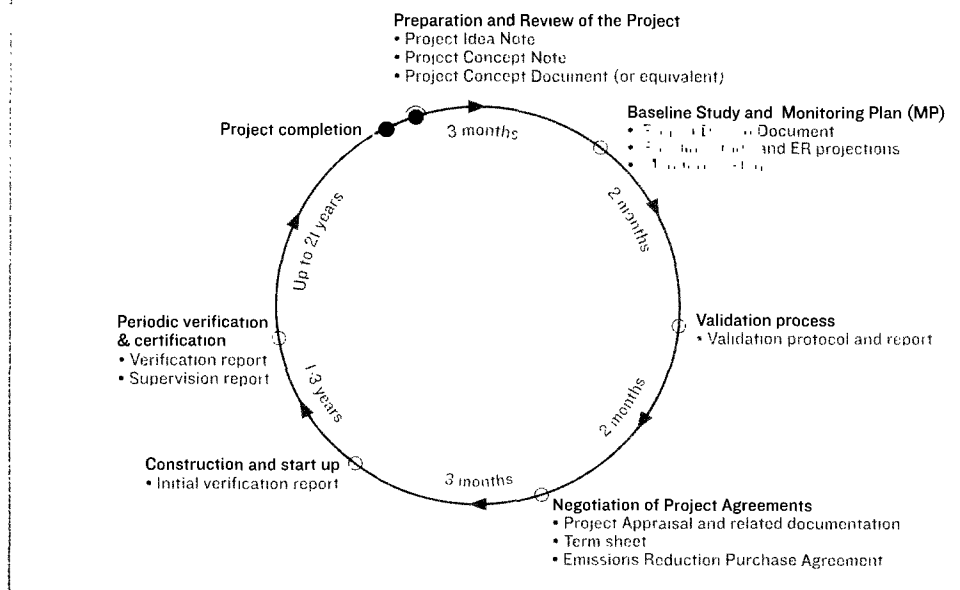 Preparation and Review of the Project
• Project Idea Note
• Project Concept Note
• Project Concept Document (or equivalent)
Project completion
3 months
Baseline Study and Monitoring Plan (MP)
• Document
• and ER projections
•
2 months
Up to 21 years
Validation process
• Validation protocol and report
Periodic verification
& certification
• Verification report
• Supervision report
1-3 years
2 months
Construction and start up
• Initial verification report
3 months
Negotiation of Project Agreements
• Project Appraisal and related documentation
• Term sheet
• Emissions Reduction Purchase Agreement